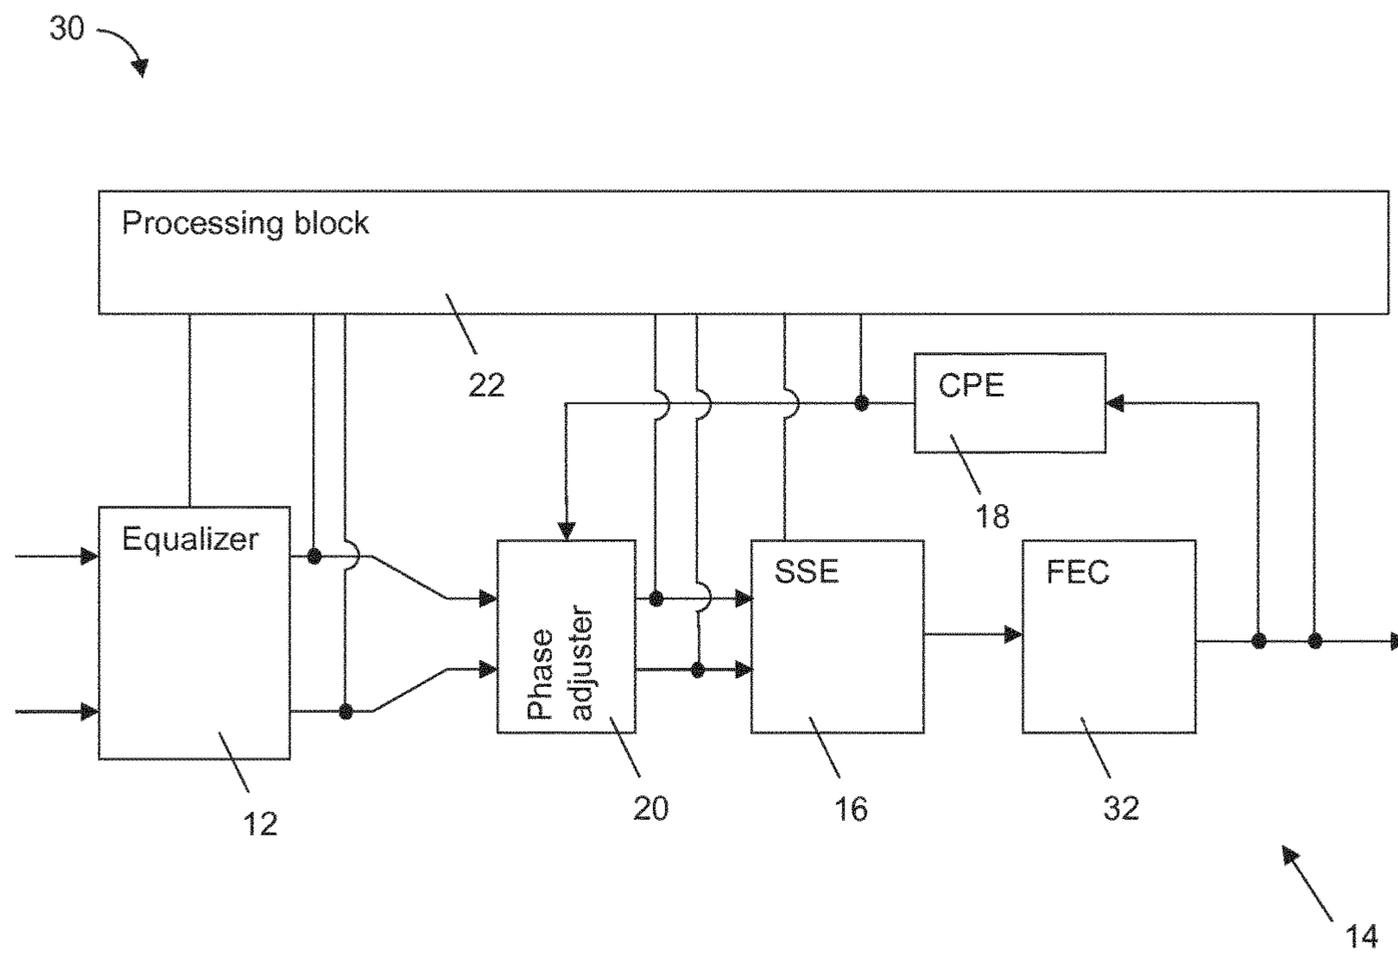 30
Processing block
22
CPE
18
Equalizer
SSE
FEC
Phase
adjuster
12
20
16
32
14